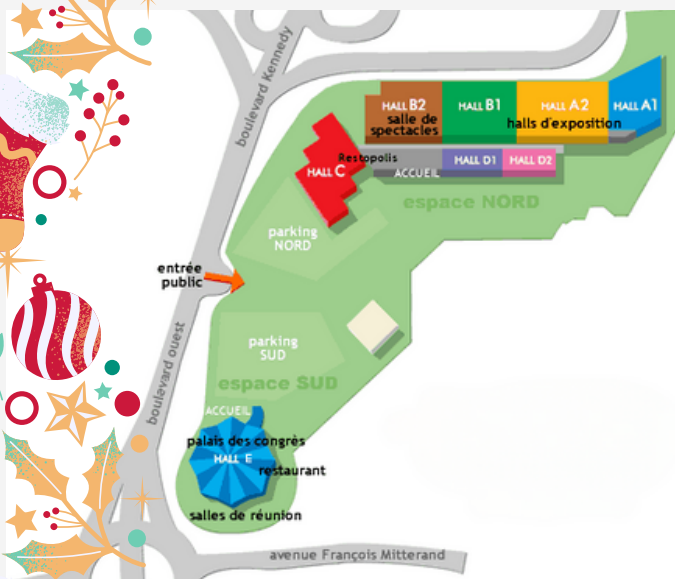 boulevard Kennedy
HALL B2
salle de
spectacles
HALL B1
HALL A2
halls d'exposition
HALL A1
Restopolis
HALL C
ACCUEIL
HALL D1
HALL D2
espace NORD
parking
NORD
entrée
public
parking
SUD
espace SUD
boulevard ouest
ACCUEIL
palais des congrès
HALL E
restaurant
salles de réunion
avenue François Mitterand